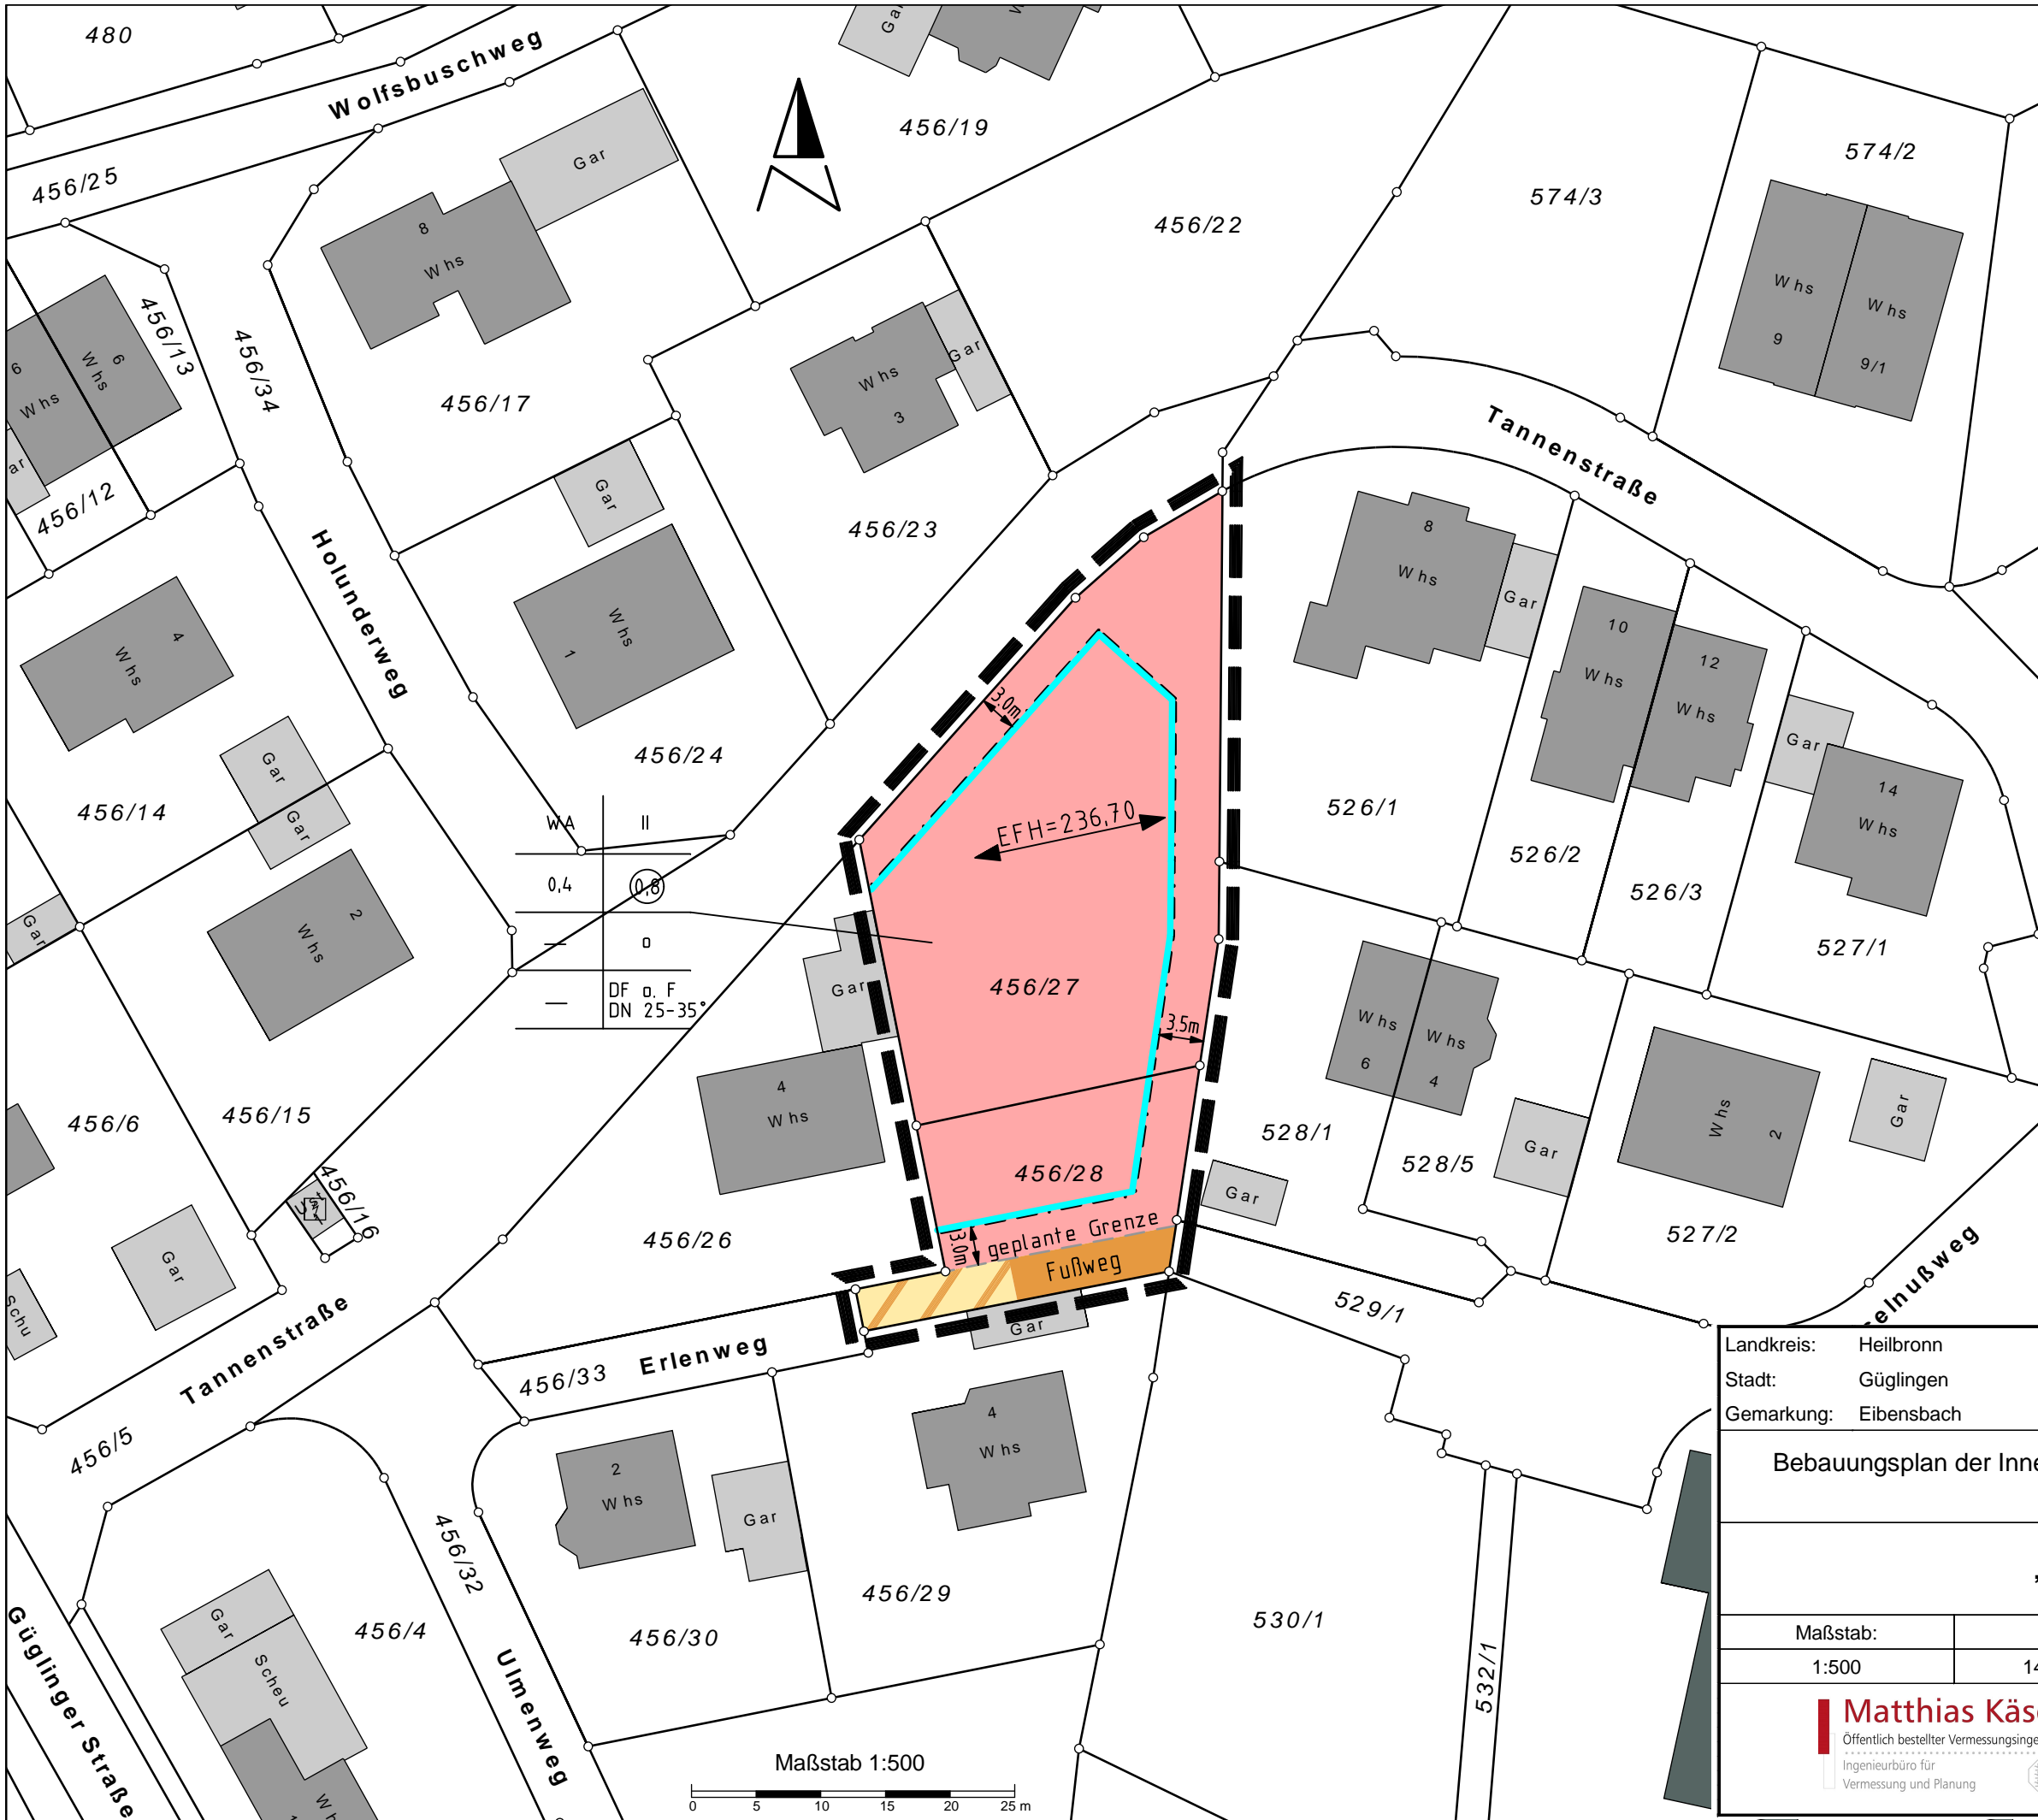 480
Wolfsbuschweg
Gar
456/19
574/2
574/3
456/25
Gar
8
Whs
456/22
456/13
456/34
6
Whs
6
Whs
Whs
9
Whs
9/1
456/17
Whs
3
Gar
Tannenstraße
456/12
Gar
456/23
Holunderweg
8
Whs
Gar
10
Whs
12
Whs
Whs
1
4
Whs
3.0m
456/24
Gar
14
Whs
Gar
Gar
456/14
WA
II
EFH=236,70
526/1
526/2
0,4
0,8
526/3
2
Whs
Gar
—
o
527/1
456/27
Gar
—
DF o. F
DN 25-35°
3.5m
Whs
6
Whs
4
4
Whs
Whs
2
Gar
456/6
456/15
528/1
528/5
Gar
456/28
456/16
Gar
527/2
456/26
geplante Grenze
3.0m
Fußweg
Gar
Schu
529/1
Gar
elnußweg
Tannenstraße
Erlenweg
456/33
Landkreis: Heilbronn
Stadt: Güglingen
Gemarkung: Eibensbach
456/5
4
Whs
2
Whs
Gar
Bebauungsplan der Inne
456/32
456/29
530/1
456/4
456/30
Gar
Scheu
532/1
Maßstab:
1:500
14
Güglinger Straße
Ulmenweg
Matthias Käs
Öffentlich bestellter Vermessungsinge
Ingenieurbüro für
Vermessung und Planung
Maßstab 1:500
0 5 10 15 20 25 m